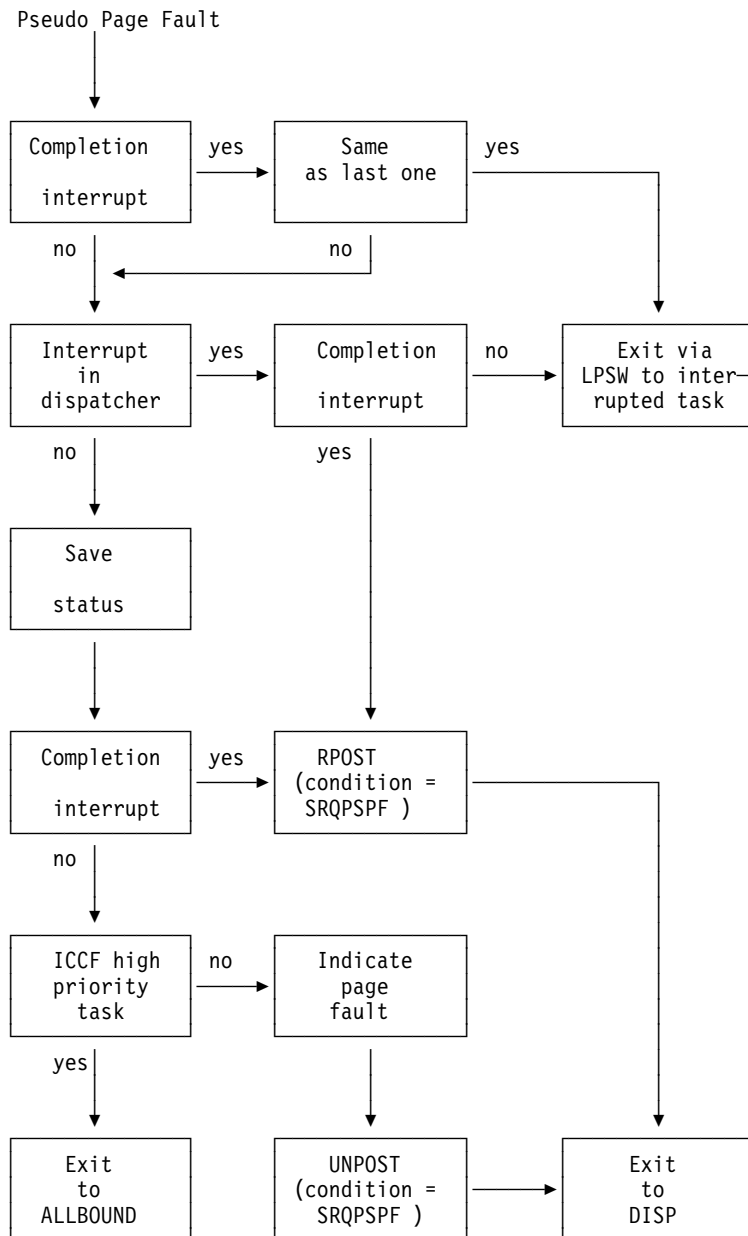 Pseudo Page Fault
Completion
interrupt
yes
Same
as last one
yes
no
no
Interrupt
in
dispatcher
yes
Completion
interrupt
no
Exit via
LPSW to inter—
rupted task
no
yes
Save
status
Completion
interrupt
yes
RPOST
(condition =
SRQPSPF )
no
ICCF high
priority
task
no
Indicate
page
fault
yes
Exit
to
ALLBOUND
UNPOST
(condition =
SRQPSPF )
Exit
to
DISP